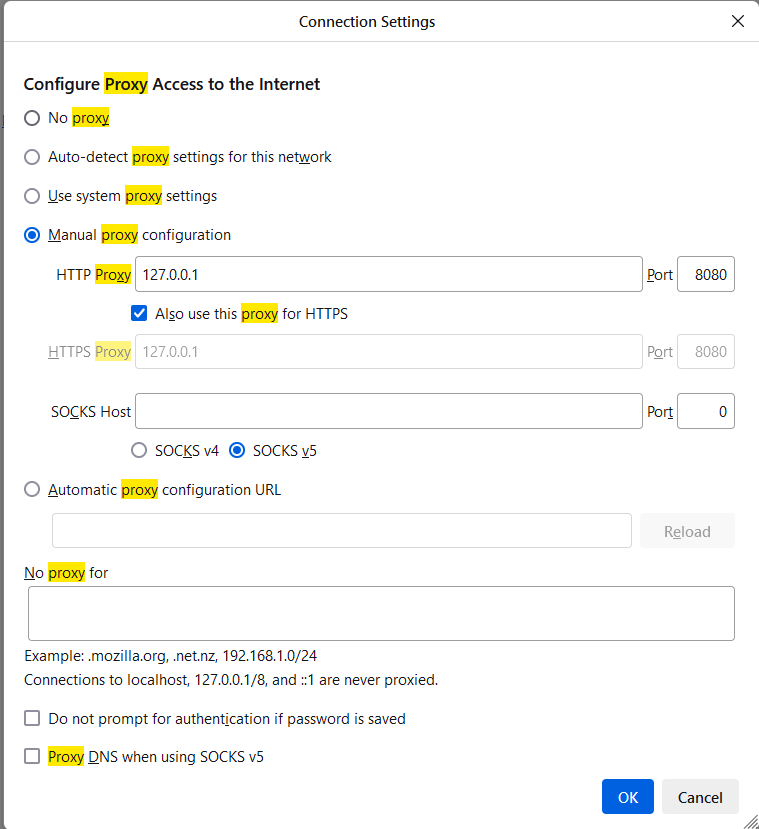 Connection Settings
Configure Proxy Access to the Internet
No proxy
Auto-detect proxy settings for this network
Use system proxy settings
Manual proxy configuration
HTTP Proxy 127.0.0.1 Port 8080
Also use this proxy for HTTPS
HTTPS Proxy 127.0.0.1 Port 8080
SOCKS Host Port 0
SOCKS v4 SOCKS v5
Automatic proxy configuration URL
Reload
No proxy for
Example: .mozilla.org, .net.nz, 192.168.1.0/24
Connections to localhost, 127.0.0.1/8, and ::1 are never proxied.
Do not prompt for authentication if password is saved
Proxy DNS when using SOCKS v5
OK Cancel